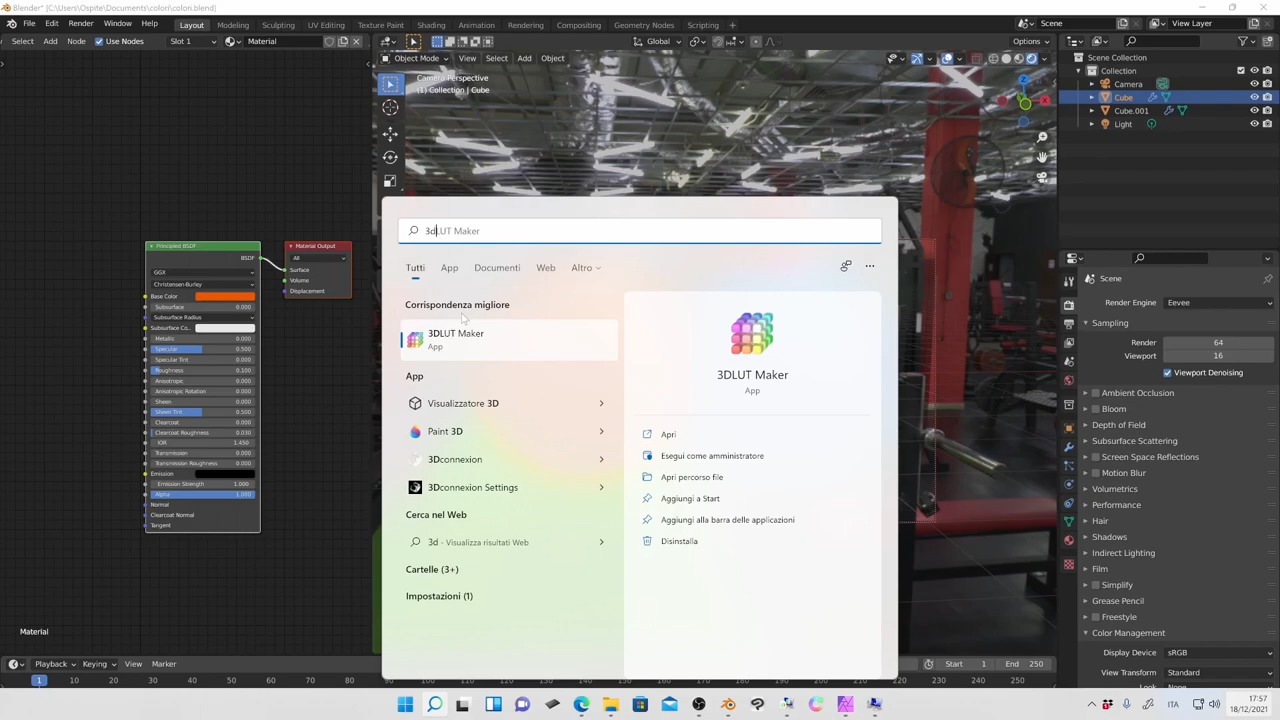 Blender* [C:\Users\Ospite\Documents\colori\colori.blend]
File Edit Render Window Help Layout Modeling Sculpting UV Editing Texture Paint Shading Animation Rendering Compositing Geometry Nodes Scripting Scene View Layer
Select Add Node Use Nodes Slot 1 Material Global Options
Object Mode View Select Add Object
Camera Perspective
(1) Collection | Cube
Scene Collection
Collection
Camera
Cube
Cube.001
Light
Principled BSDF
BSDF
GGX
Christensen-Burley
Base Color
Subsurface 0.000
Subsurface Radius
Subsurface Co...
Metallic 0.000
Specular 0.500
Specular Tint 0.000
Roughness 0.100
Anisotropic 0.000
Anisotropic Rotation 0.000
Sheen 0.000
Sheen Tint 0.500
Clearcoat 0.000
Clearcoat Roughness 0.030
IOR 1.450
Transmission 0.000
Transmission Roughness 0.000
Emission
Emission Strength 1.000
Alpha 1.000
Normal
Clearcoat Normal
Tangent
Material Output
All
Surface
Volume
Displacement
Material
3dLUT Maker
Tutti App Documenti Web Altro
Corrispondenza migliore
3DLUT Maker
App
App
Visualizzatore 3D
Paint 3D
3Dconnexion
3Dconnexion Settings
Cerca nel Web
3d - Visualizza risultati Web
Cartelle (3+)
Impostazioni (1)
3DLUT Maker
App
Apri
Esegui come amministratore
Apri percorso file
Aggiungi a Start
Aggiungi alla barra delle applicazioni
Disinstalla
Scene
Render Engine Eevee
Sampling
Render 64
Viewport 16
Viewport Denoising
Ambient Occlusion
Bloom
Depth of Field
Subsurface Scattering
Screen Space Reflections
Motion Blur
Volumetrics
Performance
Hair
Shadows
Indirect Lighting
Film
Simplify
Grease Pencil
Freestyle
Color Management
Display Device sRGB
View Transform Standard
Playback Keying View Marker Start 1 End 250
1 10 20 30 40 50 60 70 80 220 230 240 250
ITA 17:57
18/12/2021